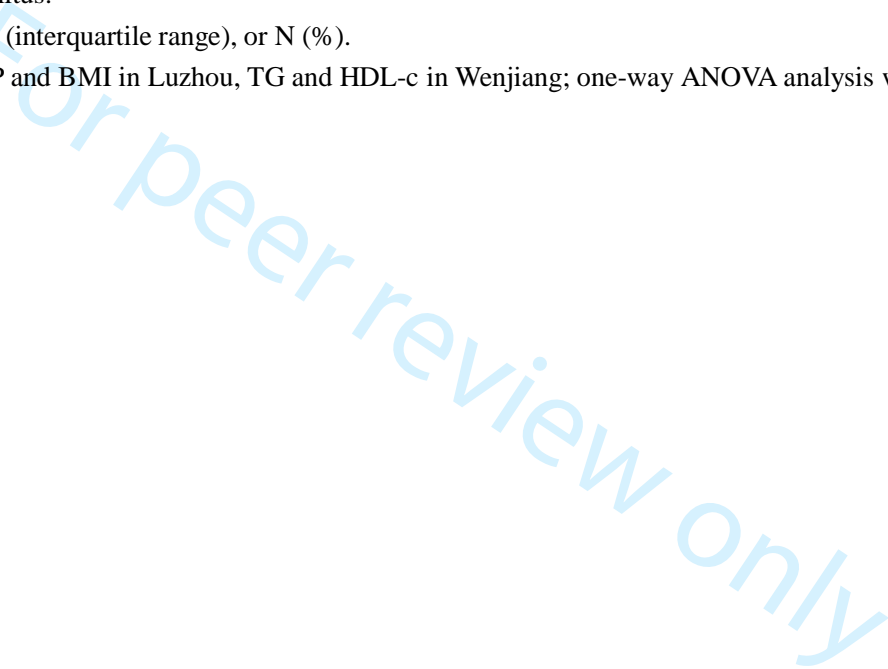 (interquartile range), or N (%).
and BMI in Luzhou, TG and HDL-c in Wenjiang; one-way ANOVA analysis
For peer review only